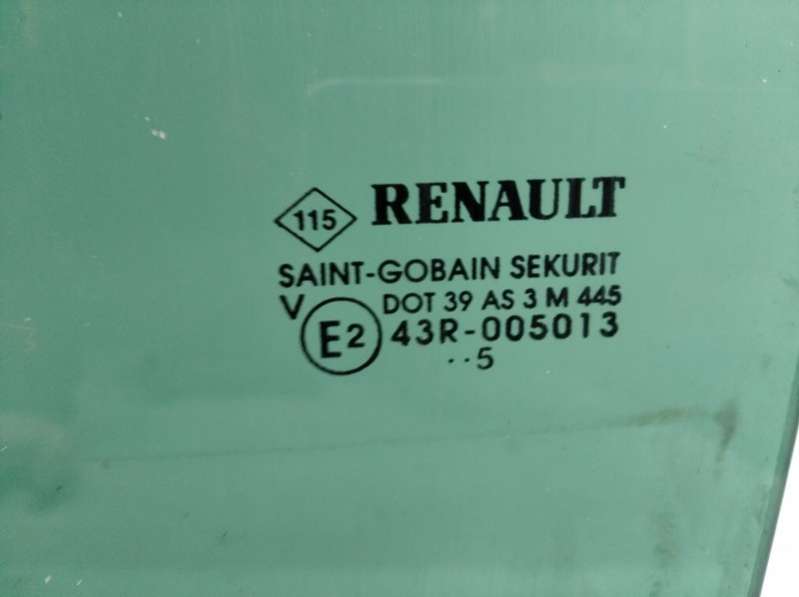 115 RENAULT
SAINT-GOBAIN SEKURIT
V DOT 39 AS 3 M 445
E2 43R-005013
··5